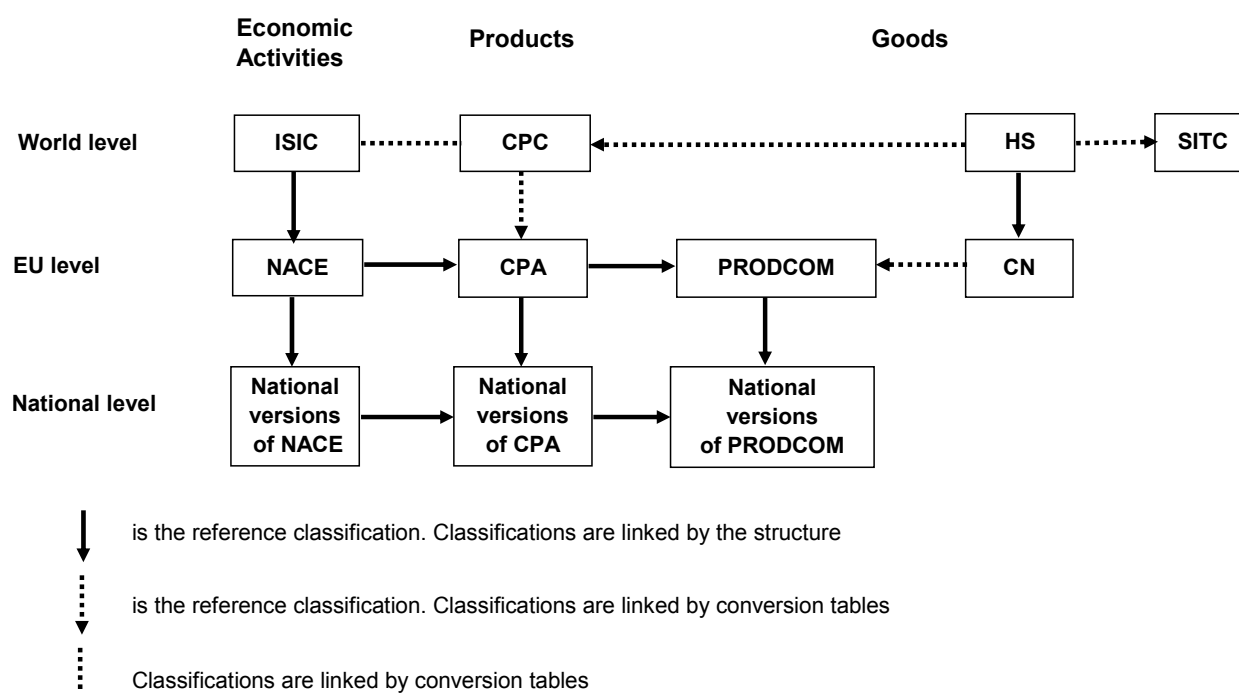 Economic
Activities
Products
Goods
World level
ISIC
CPC
HS
SITC
EU level
NACE
CPA
PRODCOM
CN
National level
National
versions
of NACE
National
versions
of CPA
National
versions
of PRODCOM
is the reference classification. Classifications are linked by the structure
is the reference classification. Classifications are linked by conversion tables
Classifications are linked by conversion tables